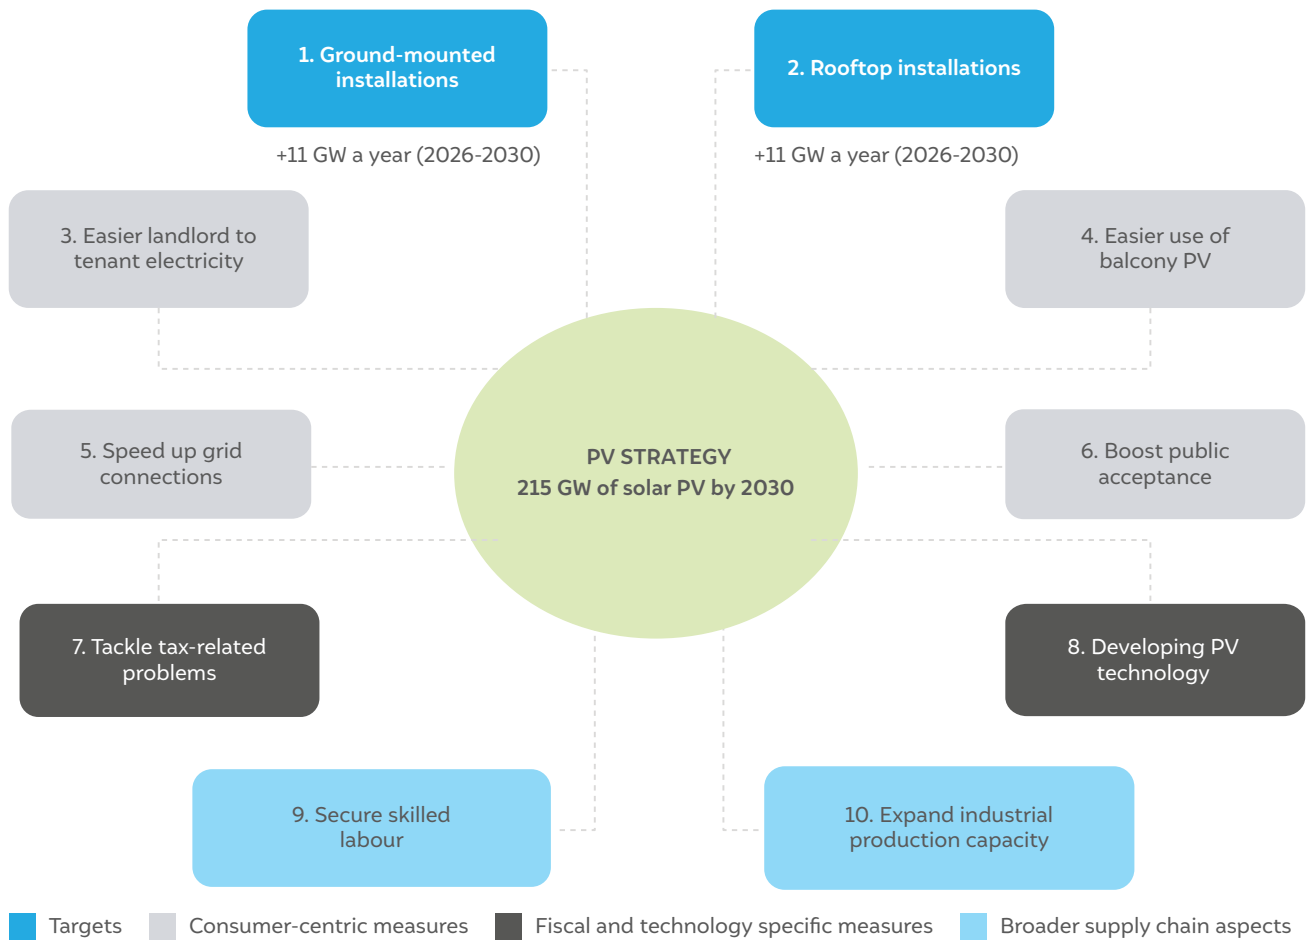 1. Ground-mounted
installations
2. Rooftop installations
+11 GW a year (2026-2030)
+11 GW a year (2026-2030)
3. Easier landlord to
tenant electricity
4. Easier use of
balcony PV
5. Speed up grid
connections
PV STRATEGY
215 GW of solar PV by 2030
6. Boost public
acceptance
7. Tackle tax-related
problems
8. Developing PV
technology
9. Secure skilled
labour
10. Expand industrial
production capacity
Targets
Consumer-centric measures
Fiscal and technology specific measures
Broader supply chain aspects